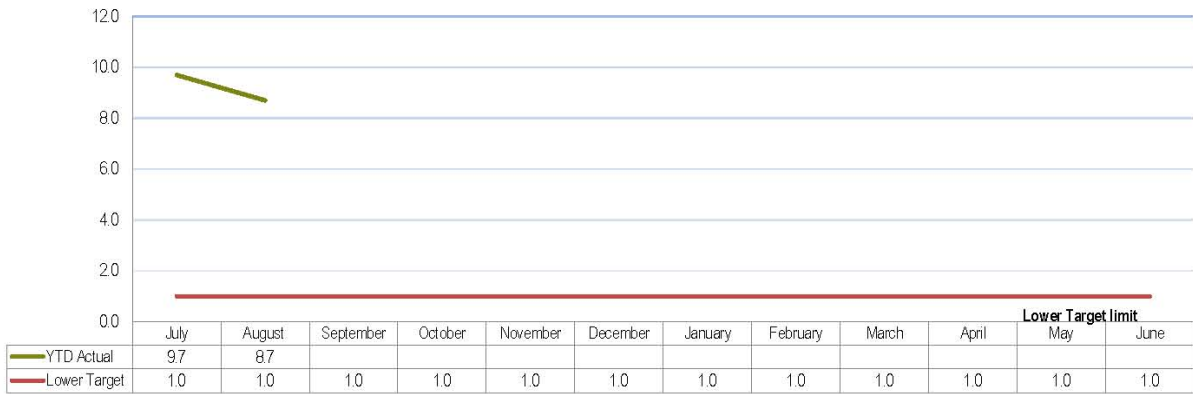 12.0
10.0
8.0
6.0
4.0
2.0
0.0
Lower Target limit
July August September October November December January February March April May June
YTD Actual 9.7 8.7
Lower Target 1.0 1.0 1.0 1.0 1.0 1.0 1.0 1.0 1.0 1.0 1.0 1.0